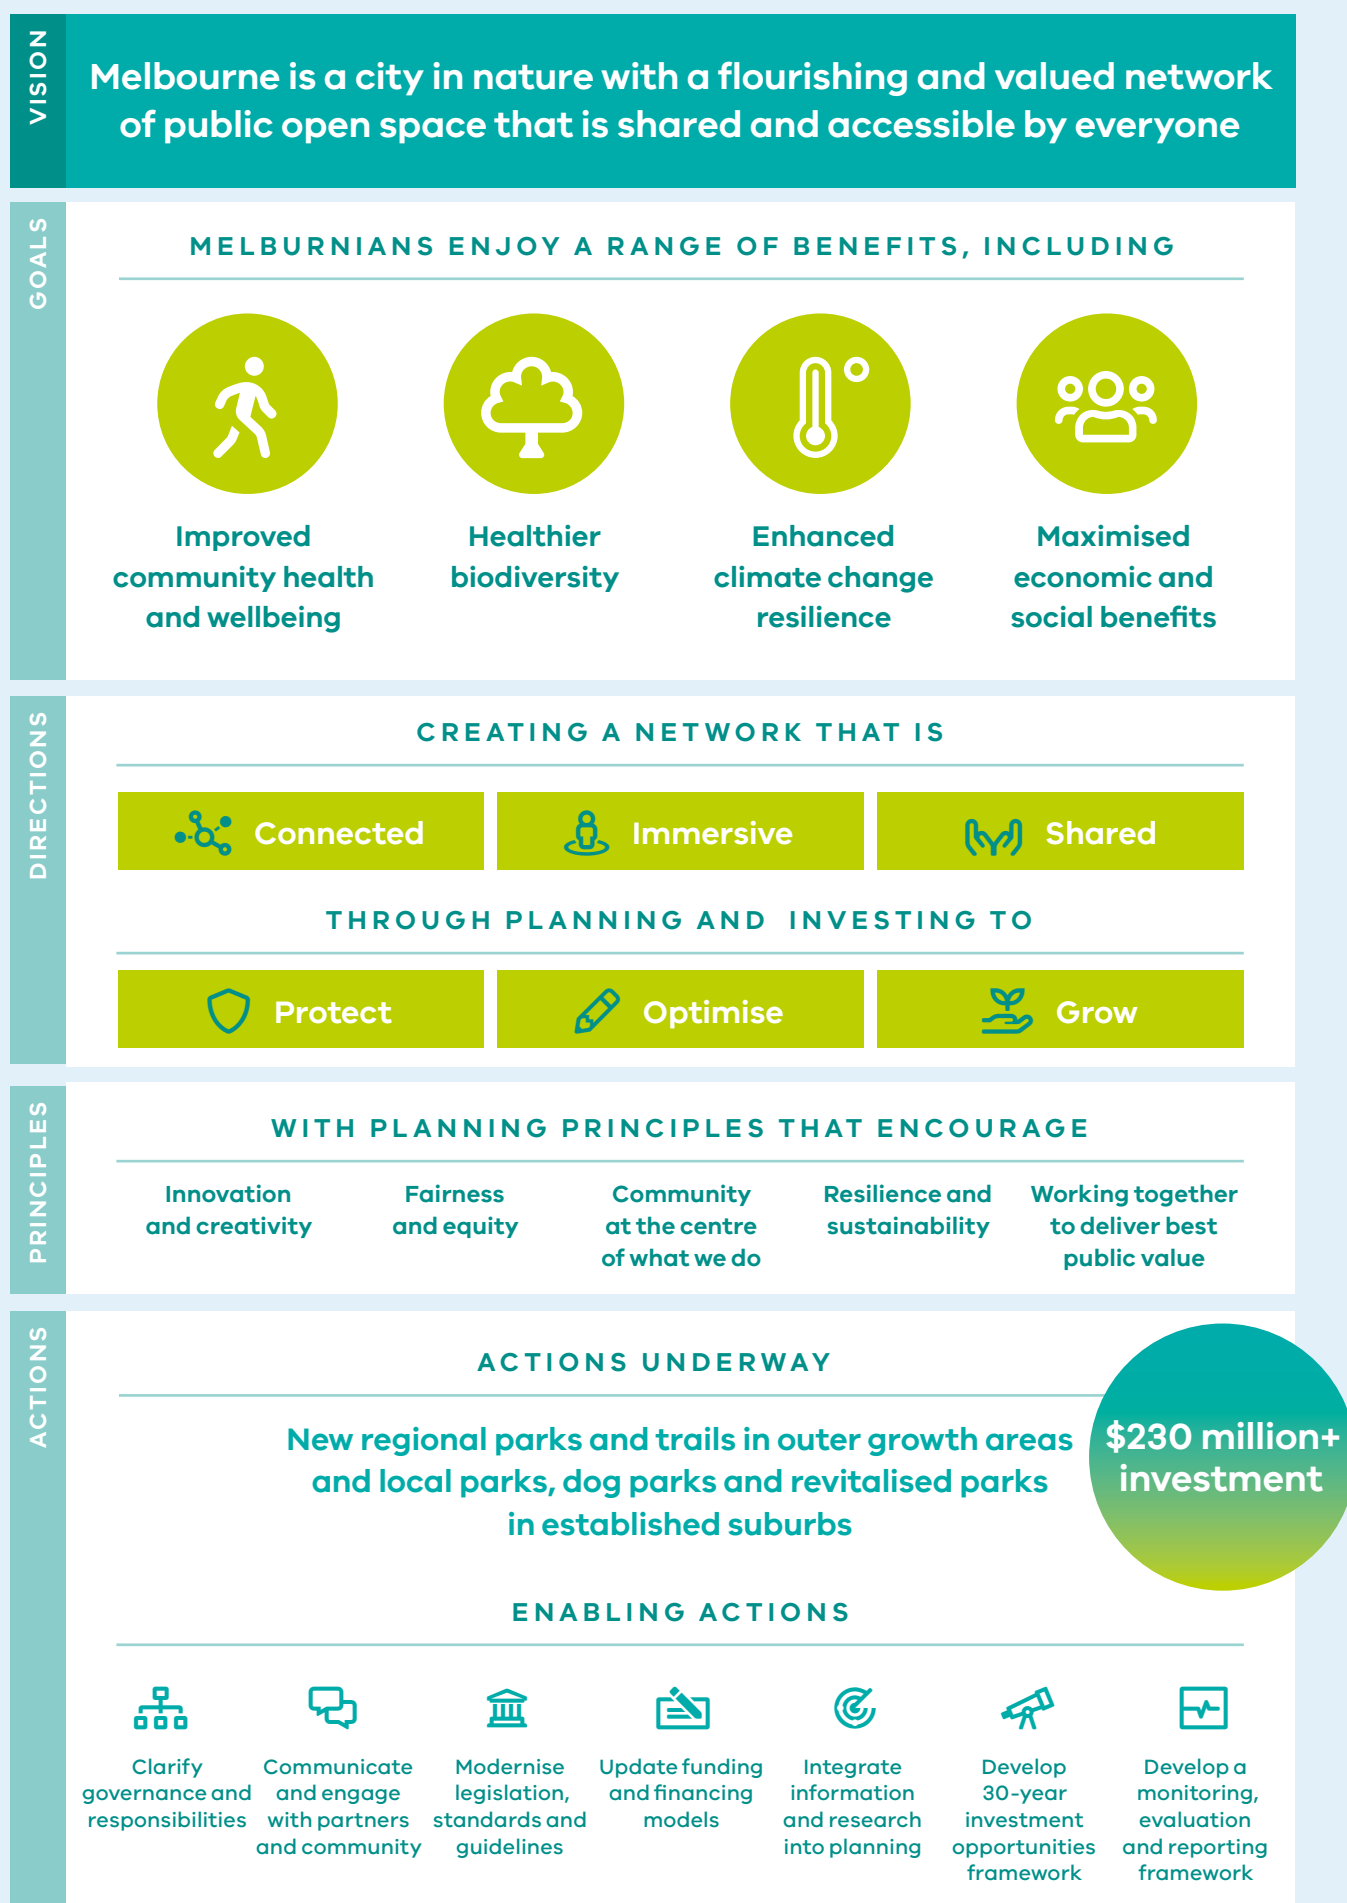 VISION
Melbourne is a city in nature with a flourishing and valued network
of public open space that is shared and accessible by everyone
GOALS
MELBURNIANS ENJOY A RANGE OF BENEFITS, INCLUDING
Improved
community health
and wellbeing
Healthier
biodiversity
Enhanced
climate change
resilience
Maximised
economic and
social benefits
DIRECTIONS
CREATING A NETWORK THAT IS
Connected
Immersive
Shared
THROUGH PLANNING AND INVESTING TO
Protect
Optimise
Grow
PRINCIPLES
WITH PLANNING PRINCIPLES THAT ENCOURAGE
Innovation
and creativity
Fairness
and equity
Community
at the centre
of what we do
Resilience and
sustainability
Working together
to deliver best
public value
ACTIONS
ACTIONS UNDERWAY
New regional parks and trails in outer growth areas
and local parks, dog parks and revitalised parks
in established suburbs
$230 million+
investment
ENABLING ACTIONS
Clarify
governance and
responsibilities
Communicate
and engage
with partners
and community
Modernise
legislation,
standards and
guidelines
Update funding
and financing
models
Integrate
information
and research
into planning
Develop
30-year
investment
opportunities
framework
Develop a
monitoring,
evaluation
and reporting
framework